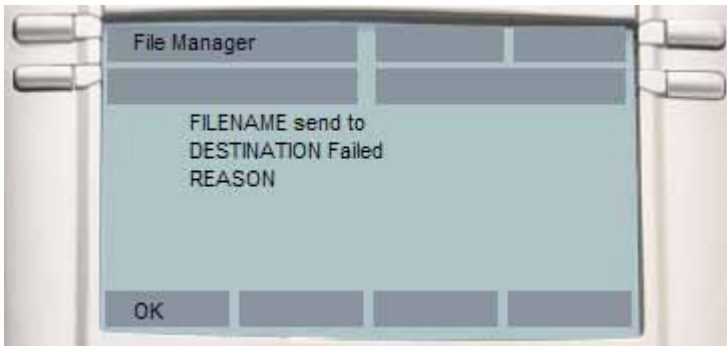 File Manager
FILENAME send to
DESTINATION Failed
REASON
OK